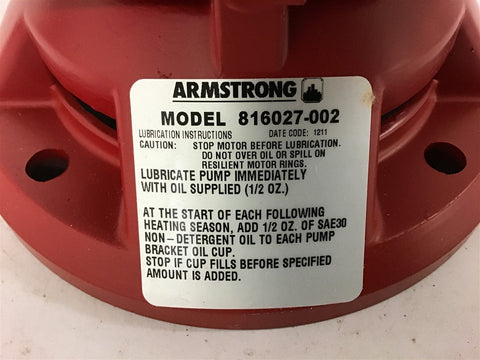 ARMSTRONG
MODEL 816027-002
LUBRICATION INSTRUCTIONS DATE CODE: 1211
CAUTION: STOP MOTOR BEFORE LUBRICATION.
DO NOT OVER OIL OR SPILL ON
RESILIENT MOTOR RINGS.
LUBRICATE PUMP IMMEDIATELY
WITH OIL SUPPLIED (1/2 OZ.)
AT THE START OF EACH FOLLOWING
HEATING SEASON, ADD 1/2 OZ. OF SAE30
NON-DETERGENT OIL TO EACH PUMP
BRACKET OIL CUP.
STOP IF CUP FILLS BEFORE SPECIFIED
AMOUNT IS ADDED.